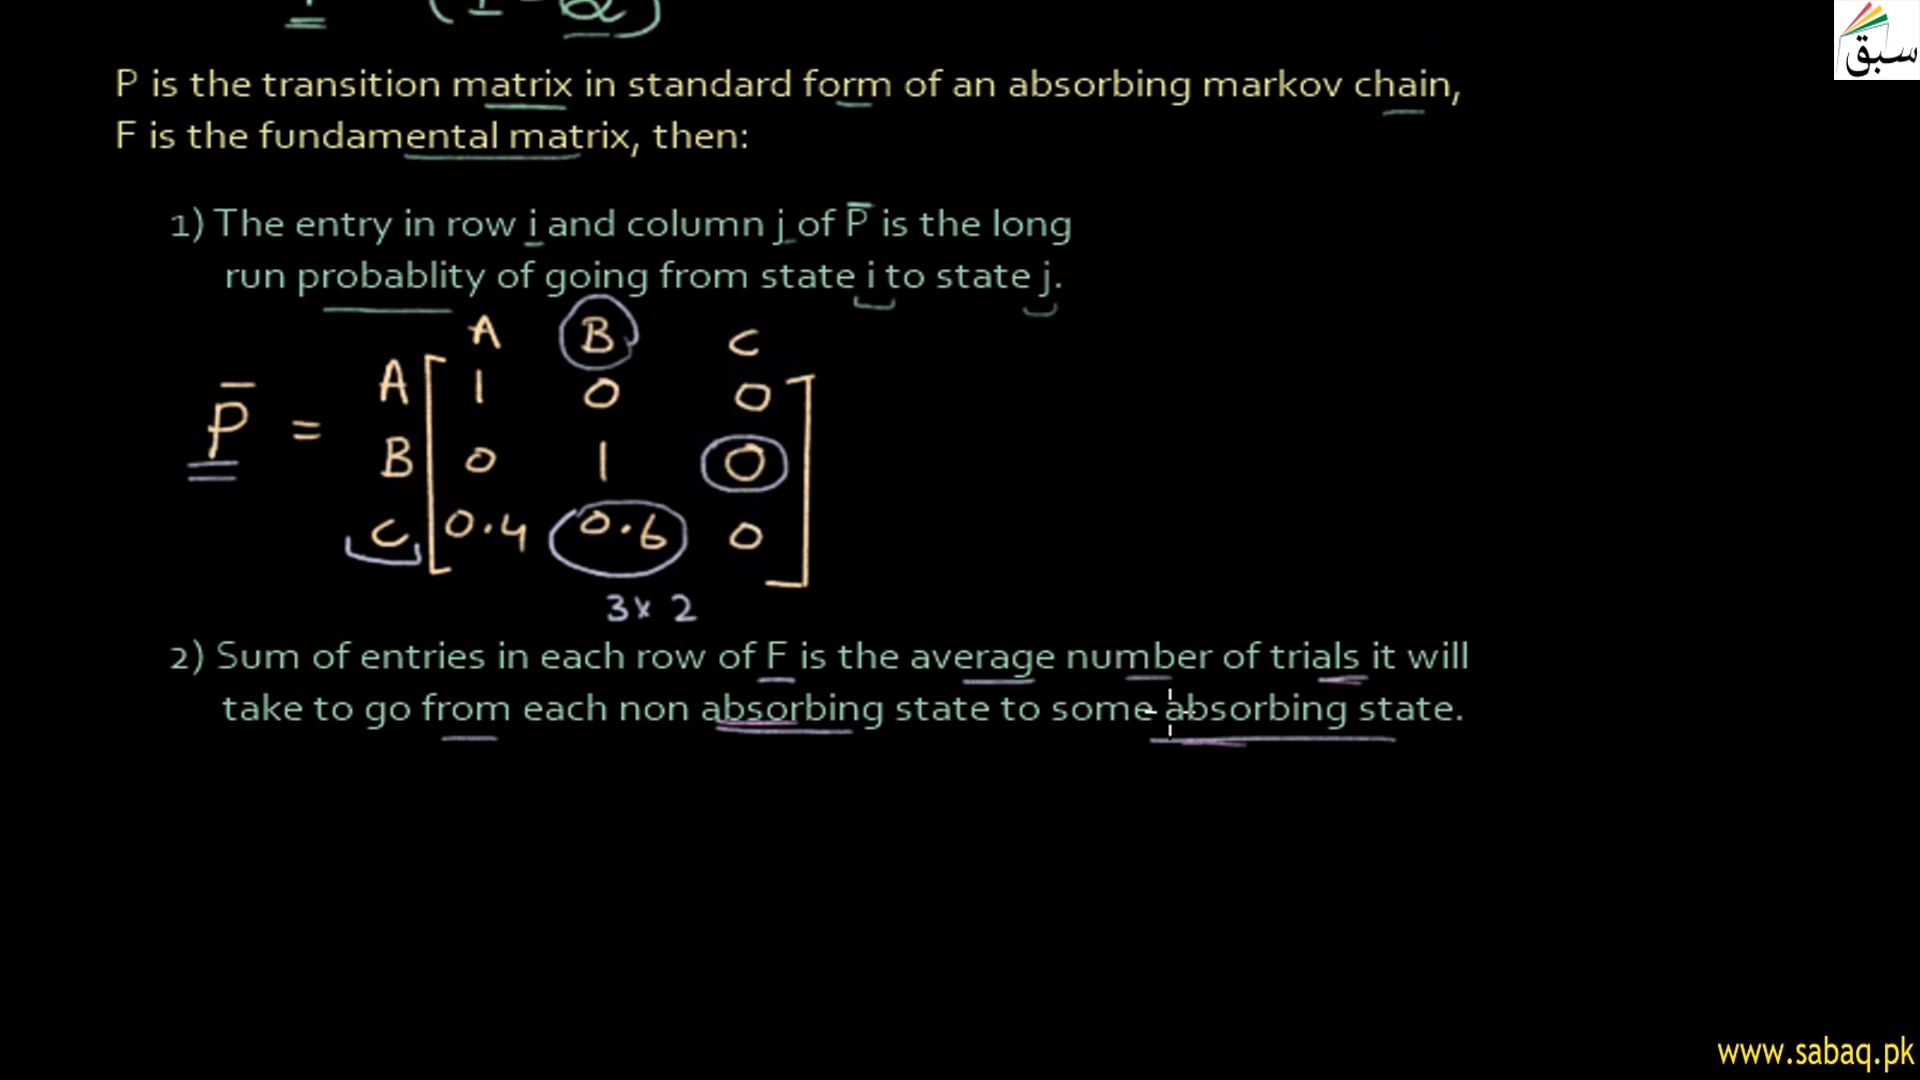 سبق
P is the transition matrix in standard form of an absorbing markov chain,
F is the fundamental matrix, then:
1) The entry in row i and column j of P̅ is the long
run probablity of going from state i to state j.
A B C
P̅ = A [ 1 0 0 ]
B [ 0 1 0 ]
C [ 0.4 0.6 0 ]
3 x 2
2) Sum of entries in each row of F is the average number of trials it will
take to go from each non absorbing state to some absorbing state.
www.sabaq.pk